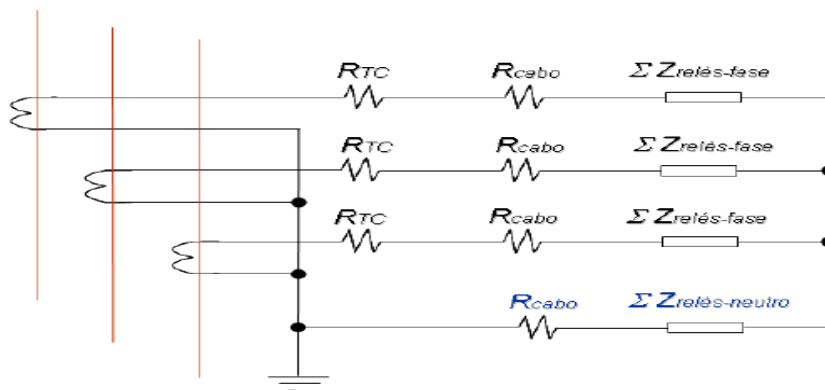 RTC Rcabo Σ Zrelés-fase
RTC Rcabo Σ Zrelés-fase
RTC Rcabo Σ Zrelés-fase
Rcabo Σ Zrelés-neutro